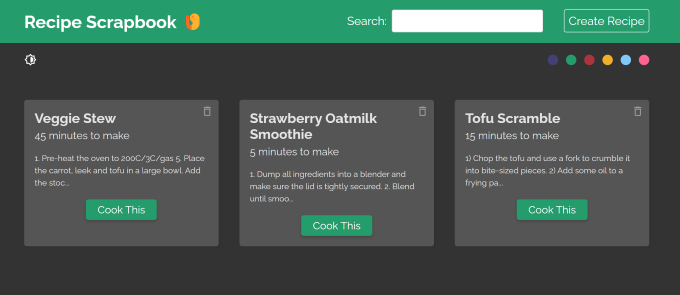 Recipe Scrapbook
Search:
Create Recipe
Veggie Stew
45 minutes to make
1. Pre-heat the oven to 200C/3C/gas 5. Place
the carrot, leek and tofu in a large bowl. Add
the stoc...
Cook This
Strawberry Oatmilk
Smoothie
5 minutes to make
1. Dump all ingredients into a blender and
make sure the lid is tightly secured. 2. Blend
until smoo...
Cook This
Tofu Scramble
15 minutes to make
1) Chop the tofu and use a fork to crumble it
into bite-sized pieces. 2) Add some oil to a
frying pa...
Cook This